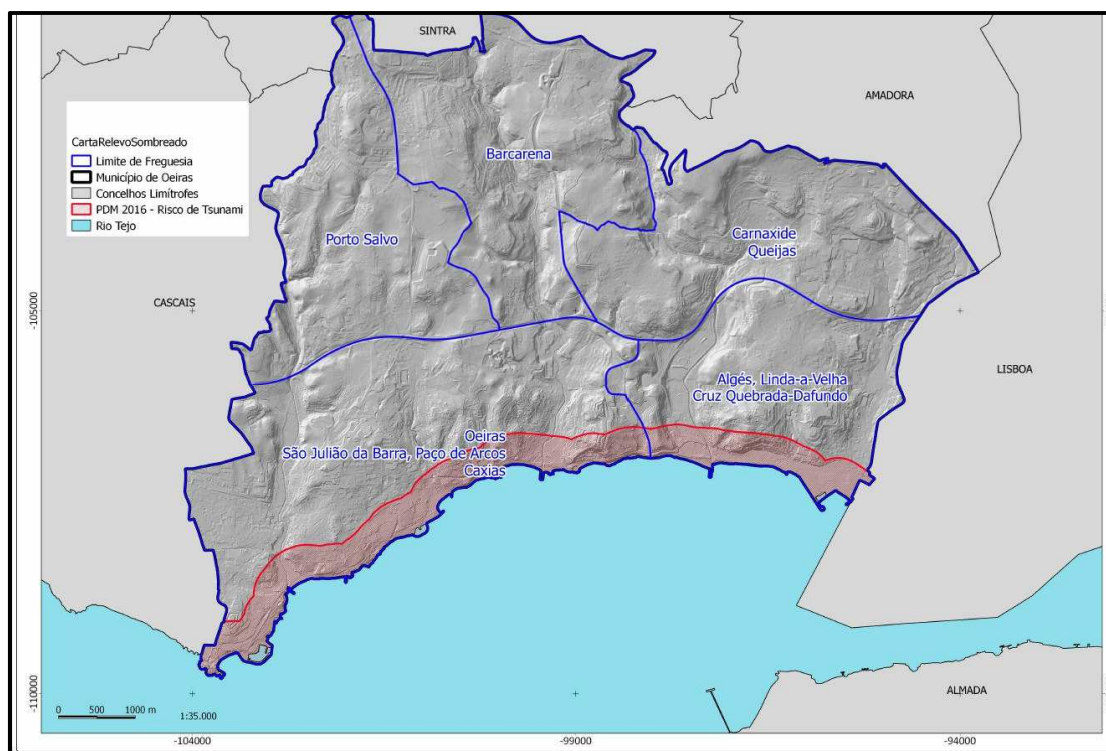 SINTRA
AMADORA
CartaRelevoSombreado
Limite de Freguesia
Município de Oeiras
Concelhos Limítrofes
PDM 2016 - Risco de Tsunami
Rio Tejo
Barcarena
Porto Salvo
Carnaxide
Queijas
CASCAIS
-105000
LISBOA
Algés, Linda-a-Velha
Cruz Quebrada-Dafundo
Oeiras
São Julião da Barra, Paço de Arcos
Caxias
-110000
ALMADA
0 500 1000 m
1:35.000
-104000
-99000
-94000